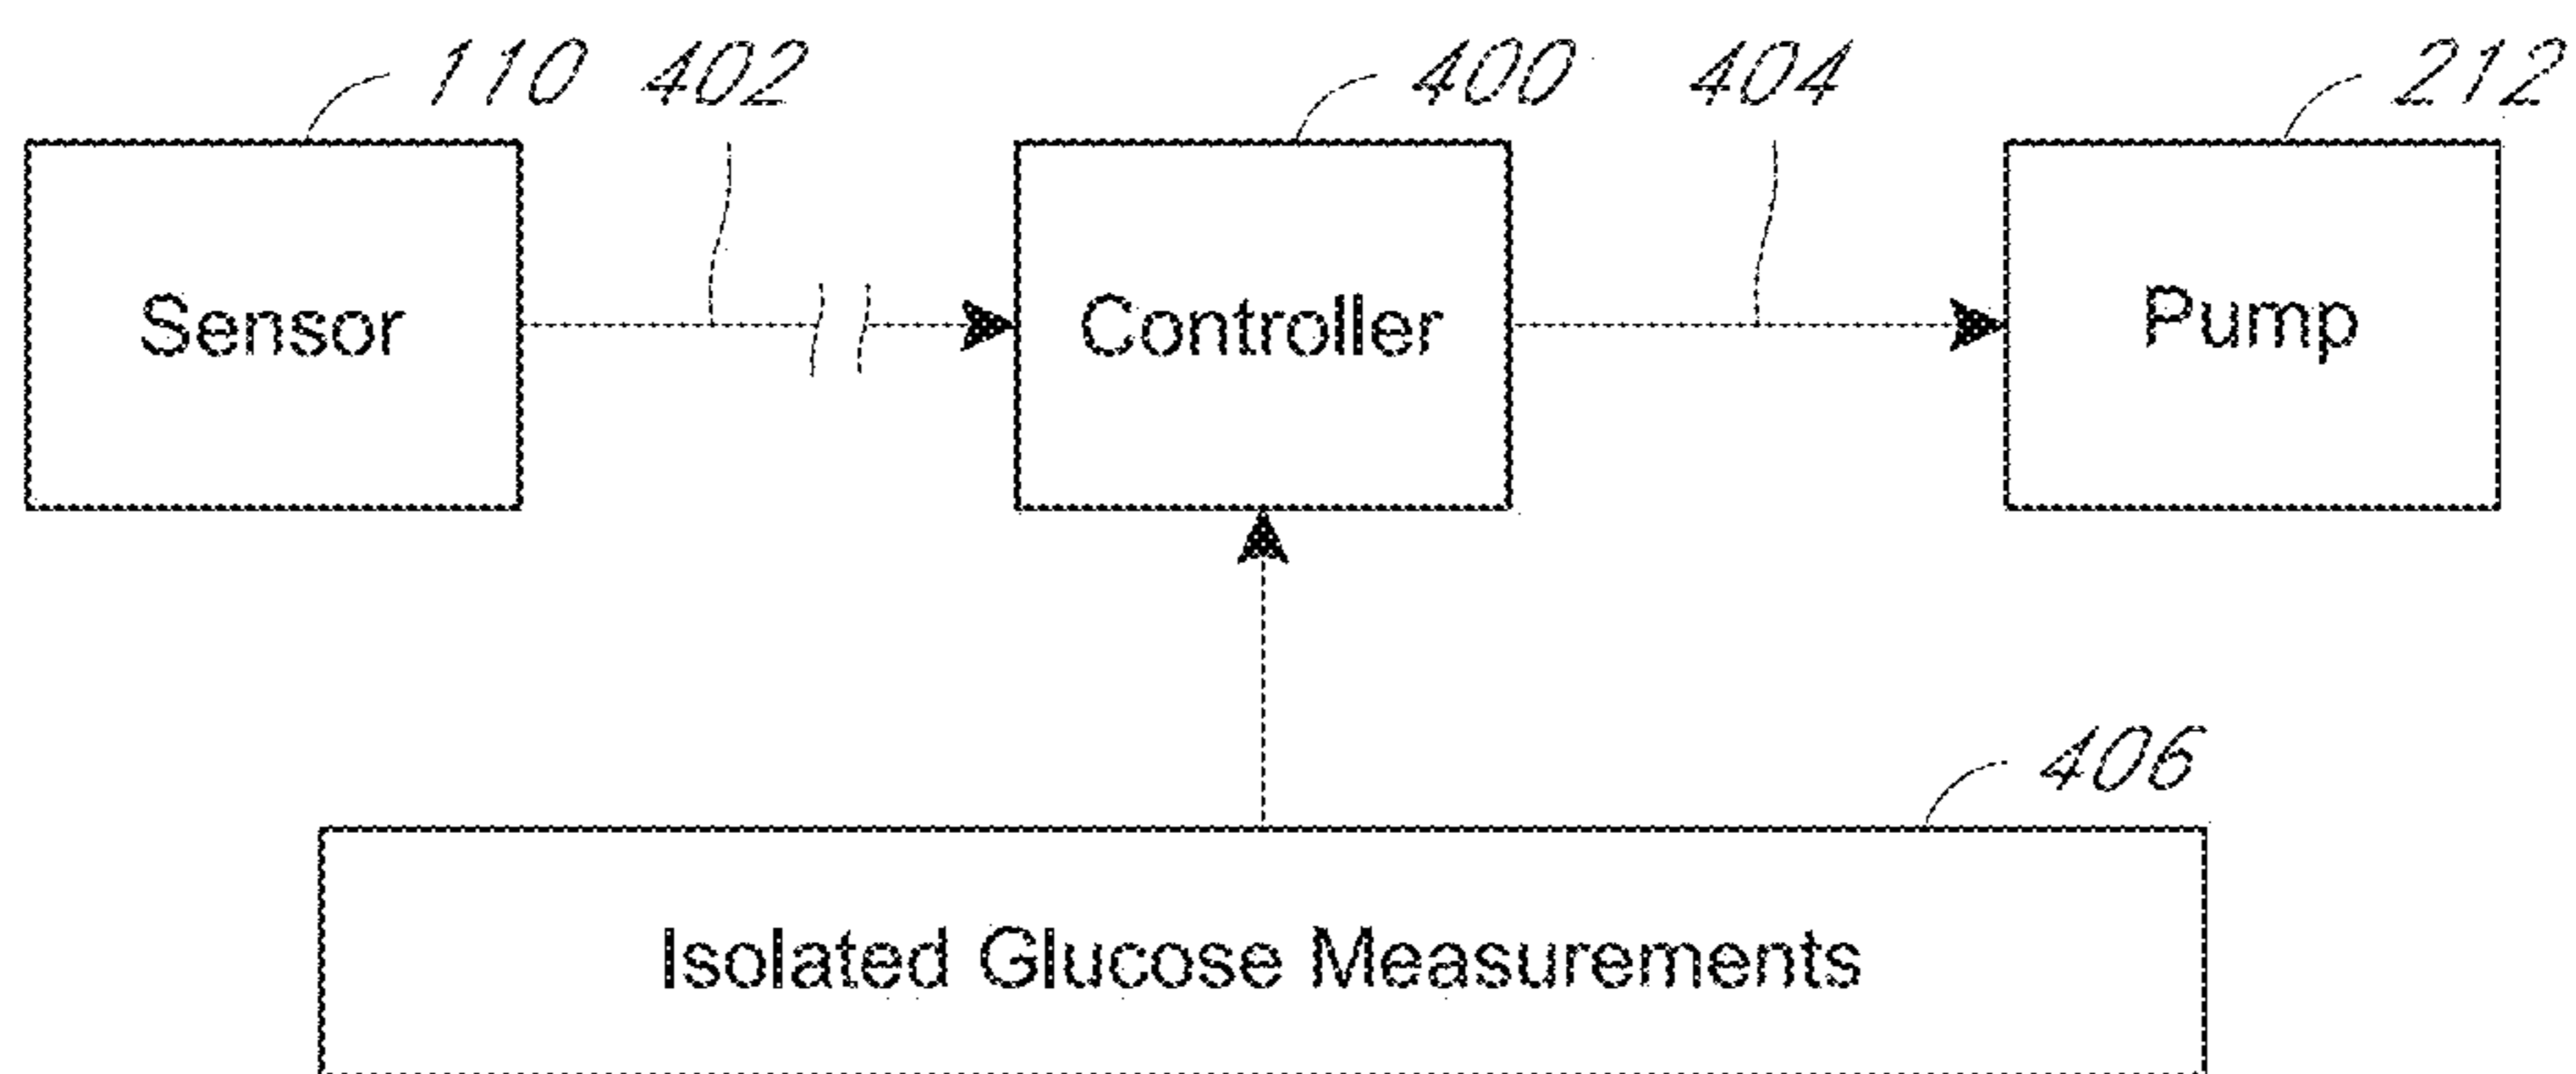 110 402 400 404 212
Sensor Controller Pump
406
Isolated Glucose Measurements